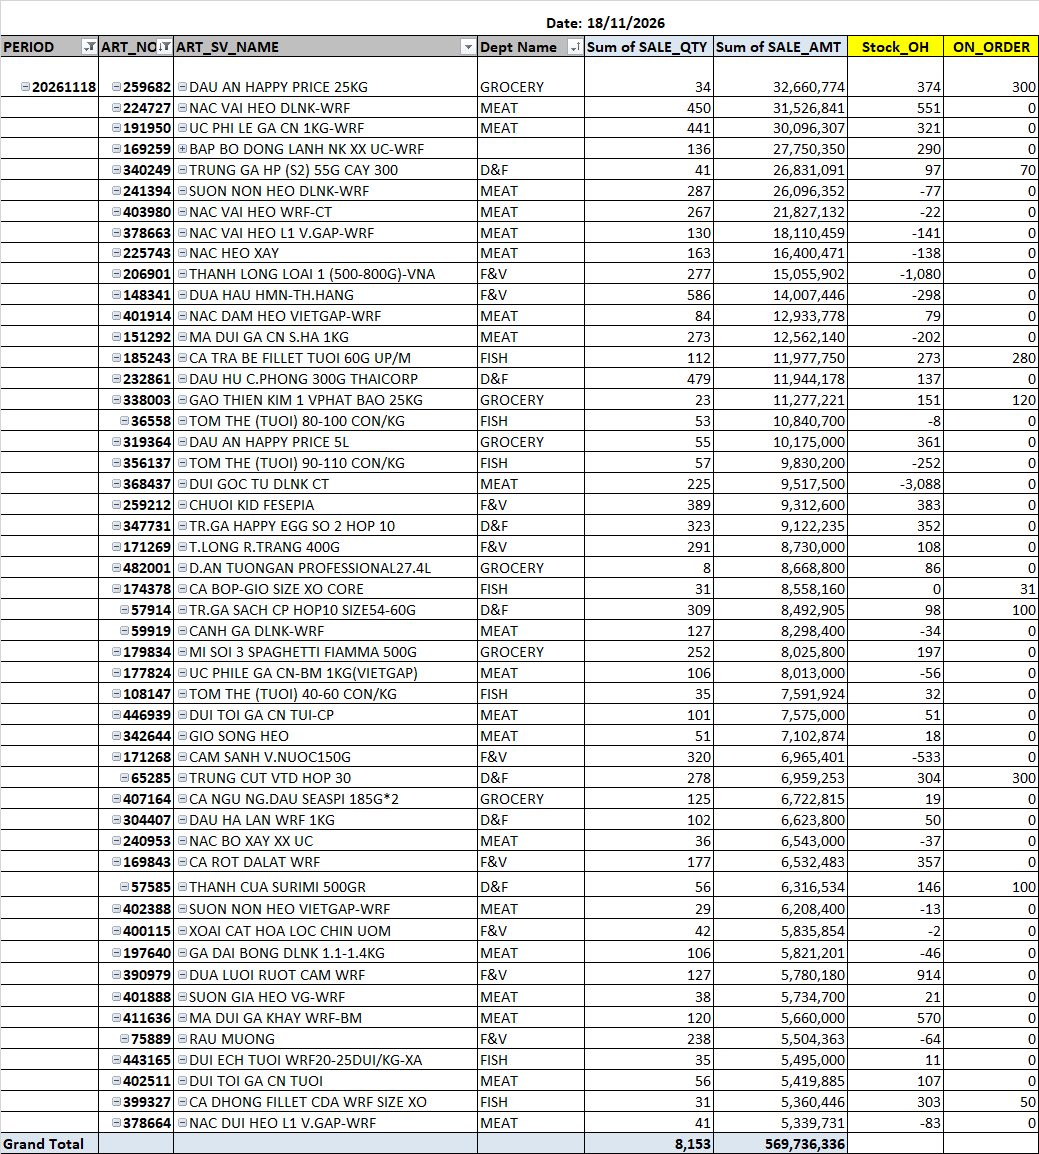 Date: 18/11/2026
PERIOD ART_NO ART_SV_NAME Dept Name Sum of SALE_QTY Sum of SALE_AMT Stock_OH ON_ORDER
20261118 259682 DAU AN HAPPY PRICE 25KG GROCERY 34 32,660,774 374 300
224727 NAC VAI HEO DLNK-WRF MEAT 450 31,526,841 551 0
191950 UC PHI LE GA CN 1KG-WRF MEAT 441 30,096,307 321 0
169259 BAP BO DONG LANH NK XX UC-WRF 136 27,750,350 290 0
340249 TRUNG GA HP (S2) 55G CAY 300 D&F 41 26,831,091 97 70
241394 SUON NON HEO DLNK-WRF MEAT 287 26,096,352 -77 0
403980 NAC VAI HEO WRF-CT MEAT 267 21,827,132 -22 0
378663 NAC VAI HEO L1 V.GAP-WRF MEAT 130 18,110,459 -141 0
225743 NAC HEO XAY MEAT 163 16,400,471 -138 0
206901 THANH LONG LOAI 1 (500-800G)-VNA F&V 277 15,055,902 -1,080 0
148341 DUA HAU HMN-TH.HANG F&V 586 14,007,446 -298 0
401914 NAC DAM HEO VIETGAP-WRF MEAT 84 12,933,778 79 0
151292 MA DUI GA CN S.HA 1KG MEAT 273 12,562,140 -202 0
185243 CA TRA BE FILLET TUOI 60G UP/M FISH 112 11,977,750 273 280
232861 DAU HU C.PHONG 300G THAICORP D&F 479 11,944,178 137 0
338003 GAO THIEN KIM 1 VPHAT BAO 25KG GROCERY 23 11,277,221 151 120
36558 TOM THE (TUOI) 80-100 CON/KG FISH 53 10,840,700 -8 0
319364 DAU AN HAPPY PRICE 5L GROCERY 55 10,175,000 361 0
356137 TOM THE (TUOI) 90-110 CON/KG FISH 57 9,830,200 -252 0
368437 DUI GOC TU DLNK CT MEAT 225 9,517,500 -3,088 0
259212 CHUOI KID FESEPIA F&V 389 9,312,600 383 0
347731 TR.GA HAPPY EGG SO 2 HOP 10 D&F 323 9,122,235 352 0
171269 T.LONG R.TRANG 400G F&V 291 8,730,000 108 0
482001 D.AN TUONGAN PROFESSIONAL27.4L GROCERY 8 8,668,800 86 0
174378 CA BOP-GIO SIZE XO CORE FISH 31 8,558,160 0 31
57914 TR.GA SACH CP HOP10 SIZE54-60G D&F 309 8,492,905 98 100
59919 CANH GA DLNK-WRF MEAT 127 8,298,400 -34 0
179834 MI SOI 3 SPAGHETTI FIAMMA 500G GROCERY 252 8,025,800 197 0
177824 UC PHILE GA CN-BM 1KG(VIETGAP) MEAT 106 8,013,000 -56 0
108147 TOM THE (TUOI) 40-60 CON/KG FISH 35 7,591,924 32 0
446939 DUI TOI GA CN TUI-CP MEAT 101 7,575,000 51 0
342644 GIO SONG HEO MEAT 51 7,102,874 18 0
171268 CAM SANH V.NUOC150G F&V 320 6,965,401 -533 0
65285 TRUNG CUT VTD HOP 30 D&F 278 6,959,253 304 300
407164 CA NGU NG.DAU SEASPI 185G*2 GROCERY 125 6,722,815 19 0
304407 DAU HA LAN WRF 1KG D&F 102 6,623,800 50 0
240953 NAC BO XAY XX UC MEAT 36 6,543,000 -37 0
169843 CA ROT DALAT WRF F&V 177 6,532,483 357 0
57585 THANH CUA SURIMI 500GR D&F 56 6,316,534 146 100
402388 SUON NON HEO VIETGAP-WRF MEAT 29 6,208,400 -13 0
400115 XOAI CAT HOA LOC CHIN UOM F&V 42 5,835,854 -2 0
197640 GA DAI BONG DLNK 1.1-1.4KG MEAT 106 5,821,201 -46 0
390979 DUA LUOI RUOT CAM WRF F&V 127 5,780,180 914 0
401888 SUON GIA HEO VG-WRF MEAT 38 5,734,700 21 0
411636 MA DUI GA KHAY WRF-BM MEAT 120 5,660,000 570 0
75889 RAU MUONG F&V 238 5,504,363 -64 0
443165 DUI ECH TUOI WRF20-25DUI/KG-XA FISH 35 5,495,000 11 0
402511 DUI TOI GA CN TUOI MEAT 56 5,419,885 107 0
399327 CA DHONG FILLET CDA WRF SIZE XO FISH 31 5,360,446 303 50
378664 NAC DUI HEO L1 V.GAP-WRF MEAT 41 5,339,731 -83 0
Grand Total 8,153 569,736,336